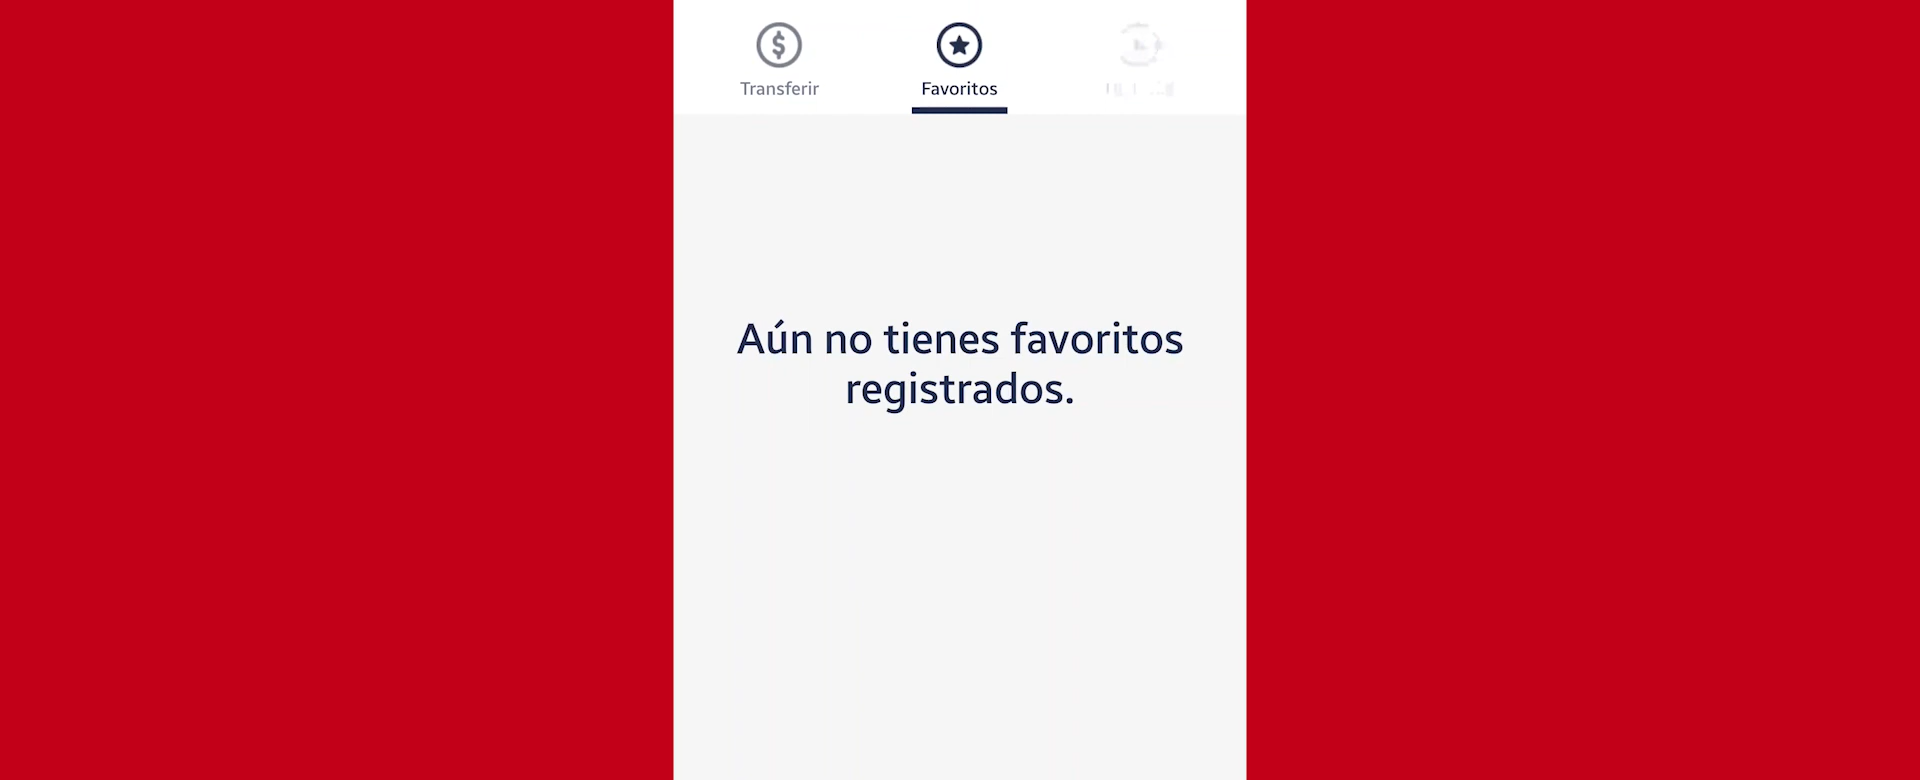 Transferir
Favoritos
Aún no tienes favoritos
registrados.